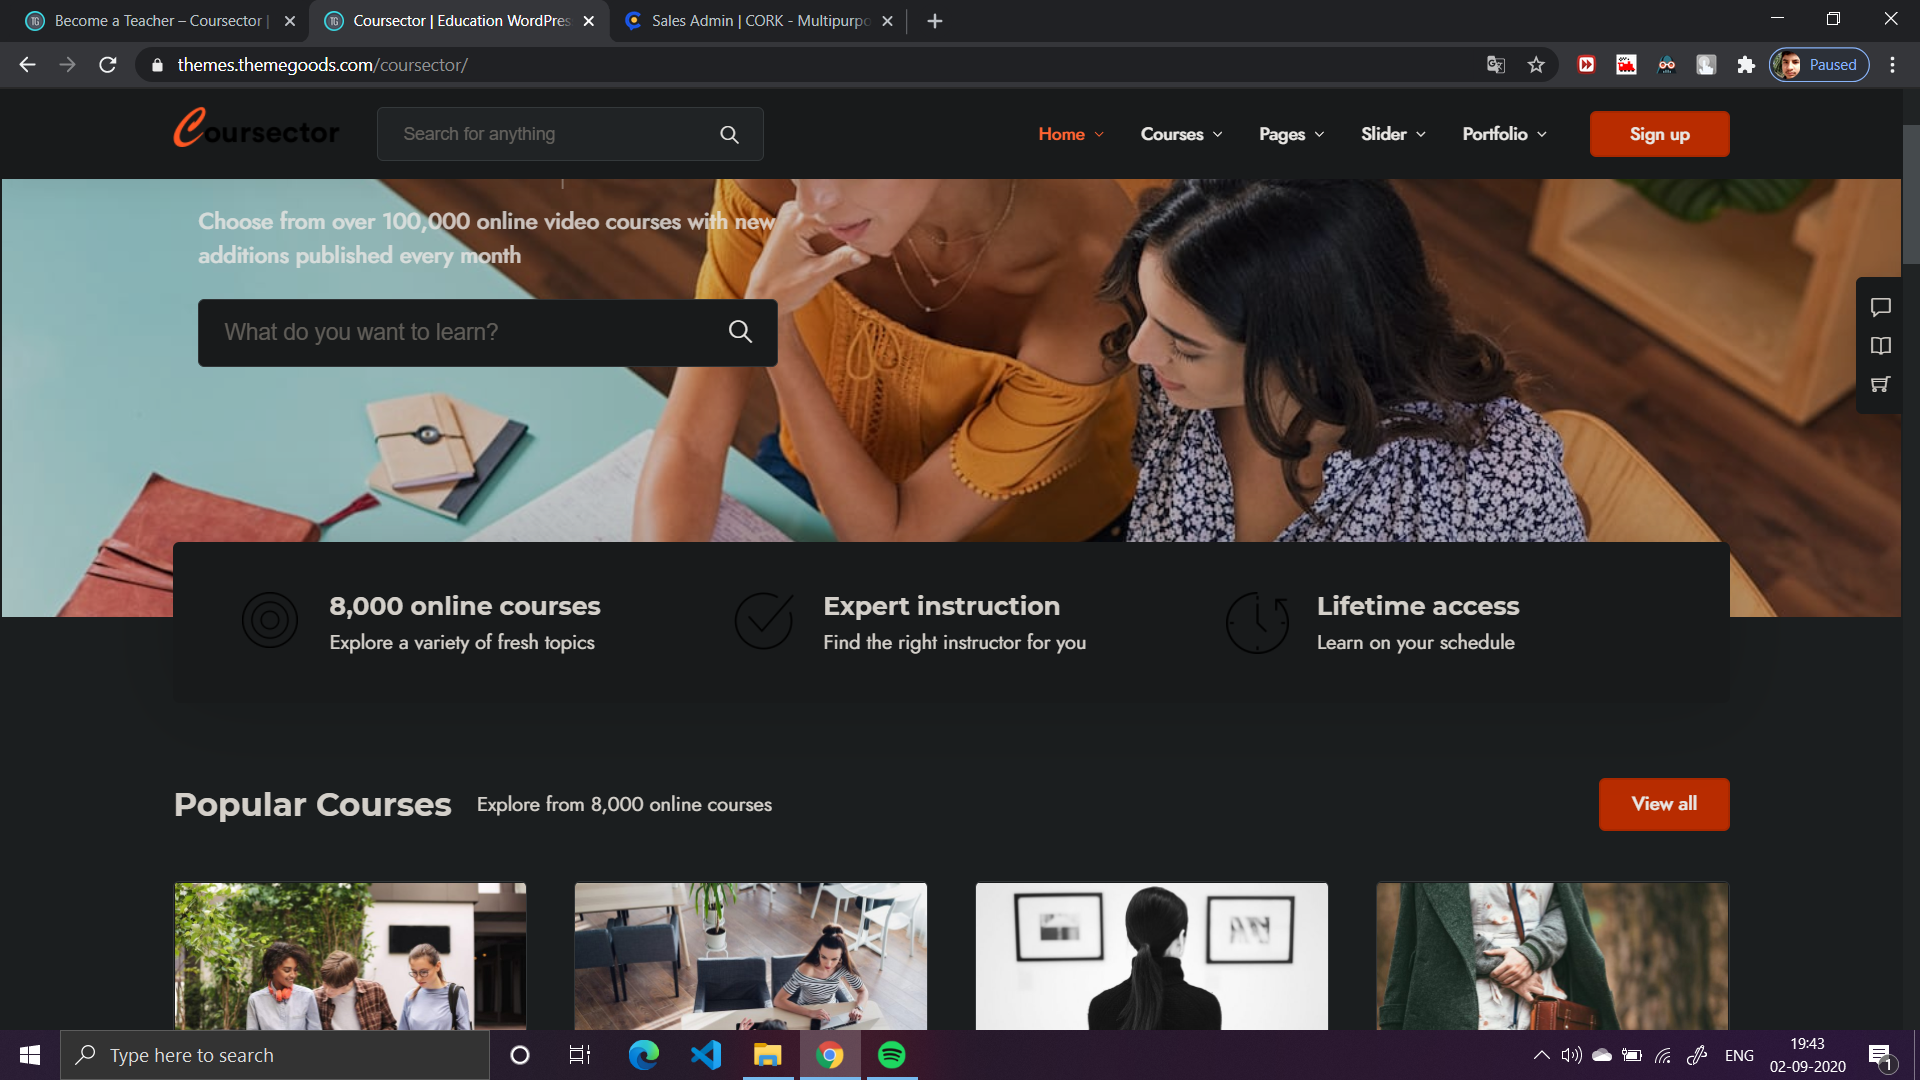 Become a Teacher – Coursector |
Coursector | Education WordPres
Sales Admin | CORK - Multipurpo
themes.themegoods.com/coursector/
Paused
Coursector
Search for anything
Home
Courses
Pages
Slider
Portfolio
Sign up
Choose from over 100,000 online video courses with new
additions published every month
What do you want to learn?
8,000 online courses
Explore a variety of fresh topics
Expert instruction
Find the right instructor for you
Lifetime access
Learn on your schedule
Popular Courses
Explore from 8,000 online courses
View all
Type here to search
ENG
19:43
02-09-2020
1